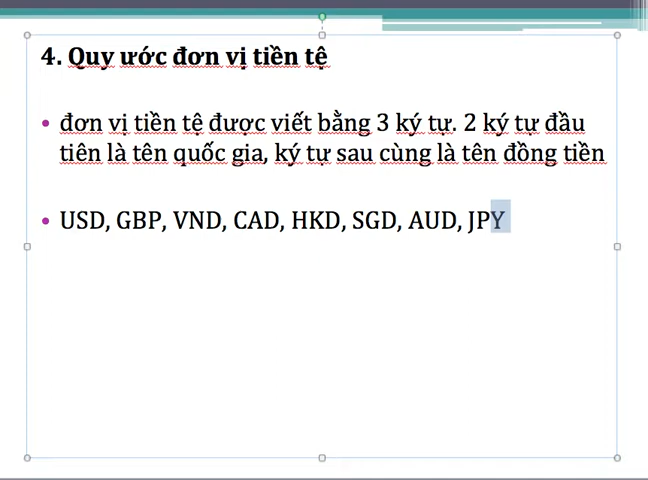 4. Quy ước đơn vị tiền tệ
• đơn vị tiền tệ được viết bằng 3 ký tự. 2 ký tự đầu
tiên là tên quốc gia, ký tự sau cùng là tên đồng tiền
• USD, GBP, VND, CAD, HKD, SGD, AUD, JPY